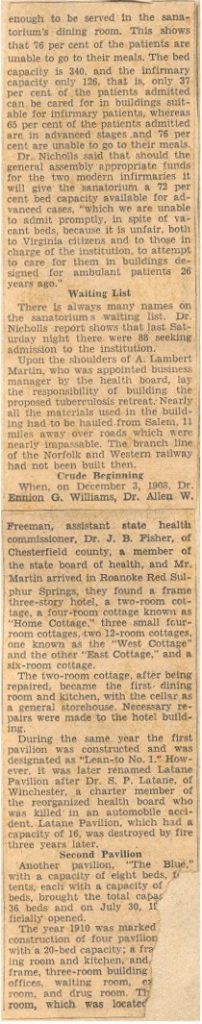 enough to be served in the sana-
torium's dining room. This shows
that 76 per cent of the patients are
unable to go to their meals. The bed
capacity is 340, and the infirmary
capacity only 126, that is, only 37
per cent of the patients admitted
can be cared for in buildings suit-
able for infirmary patients, whereas
65 per cent of the patients admitted
are in advanced stages and 76 per
cent are unable to go to their meals.
Dr. Nicholls said that should the
general assembly appropriate funds
for the two modern infirmaries it
will give the sanatorium a 72 per
cent bed capacity available for ad-
vanced cases, "which we are unable
to admit promptly, in spite of va-
cant beds, because it is unfair, both
to Virginia citizens and to those in
charge of the institution, to attempt
to care for them in buildings de-
signed for ambulant patients 26
years ago."
Waiting List
There is always many names on
the sanatorium's waiting list. Dr.
Nicholls report shows that last Sat-
urday night there were 88 seeking
admission to the institution.
Upon the shoulders of A. Lambert
Martin, who was appointed business
manager by the health board, lay
the responsibility of building the
proposed tuberculosis retreat. Nearly
all the materials used in the build-
ing had to be hauled from Salem, 11
miles away over roads which were
nearly impassable. The branch line
of the Norfolk and Western railway
had not been built then.
Crude Beginning
When, on December 3, 1908, Dr.
Ennion G. Williams, Dr. Allen W.
Freeman, assistant state health
commissioner, Dr. J. B. Fisher, of
Chesterfield county, a member of
the state board of health, and Mr.
Martin arrived in Roanoke Red Sul-
phur Springs, they found a frame
three-story hotel, a two-room cot-
tage, a four-room cottage known as
"Home Cottage," three small four-
room cottages, two 12-room cottages,
one known as the "West Cottage"
and the other "East Cottage," and a
six-room cottage.
The two-room cottage, after
being repaired, became the first dining
room and kitchen, with the cellar as
a general storehouse. Necessary re-
pairs were made to the hotel build-
ing.
During the same year the first
pavilion was constructed and was
designated as "Lean-to No. 1." How-
ever, it was later renamed Latane
Pavilion after Dr. S. P. Latane, of
Winchester, a charter member of
the reorganized health board who
was killed in an automobile acci-
dent. Latane Pavilion, which had a
capacity of 16, was destroyed by fire
three years later.
Second Pavilion
Another pavilion, "The Blue,"
with a capacity of eight beds,
tents, each with a capacity of
beds, brought the total
36 beds and on July 30,
ficially opened.
The year 1910 was marked
construction of four
with a 20-bed capacity; a
ing room and kitchen, and
frame, three-room building
offices, waiting room,
room, and drug room.
room, which was located